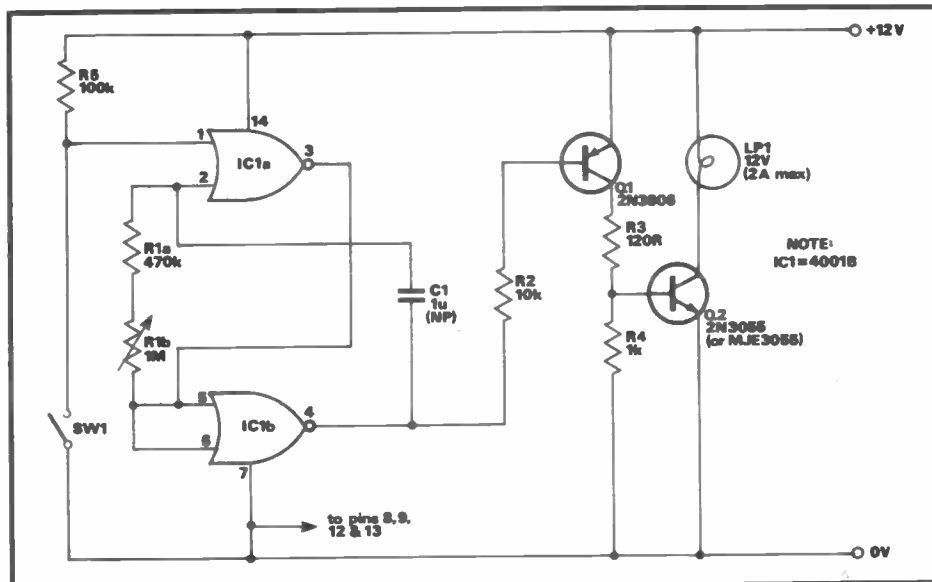 +12V
R5
100k
14
1
IC1a
3
2
LP1
12V
(2A max)
Q1
2N3906
R1a
470k
R3
120R
NOTE:
IC1=4001B
C1
1u
(NP)
R2
10k
Q2
2N3055
(or MJE3055)
R1b
1M
R4
1k
5
IC1b
4
6
SW1
7
to pins 8,9,
12 & 13
0V